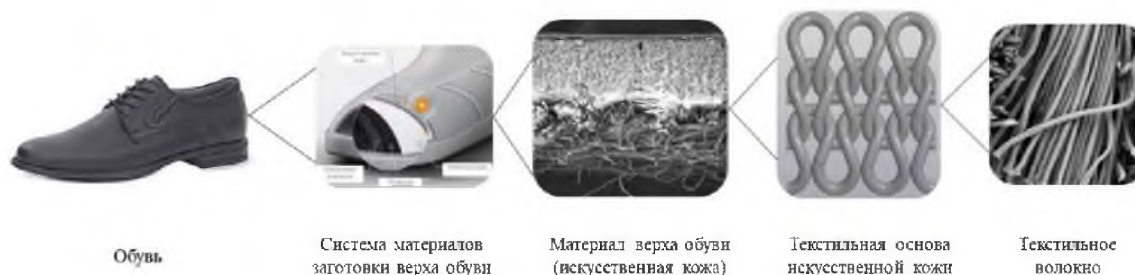 Обувь
Система материалов
заготовки верха обуви
Материал верха обуви
(искусственная кожа)
Текстильная основа
искусственной кожи
Текстильное
волокно